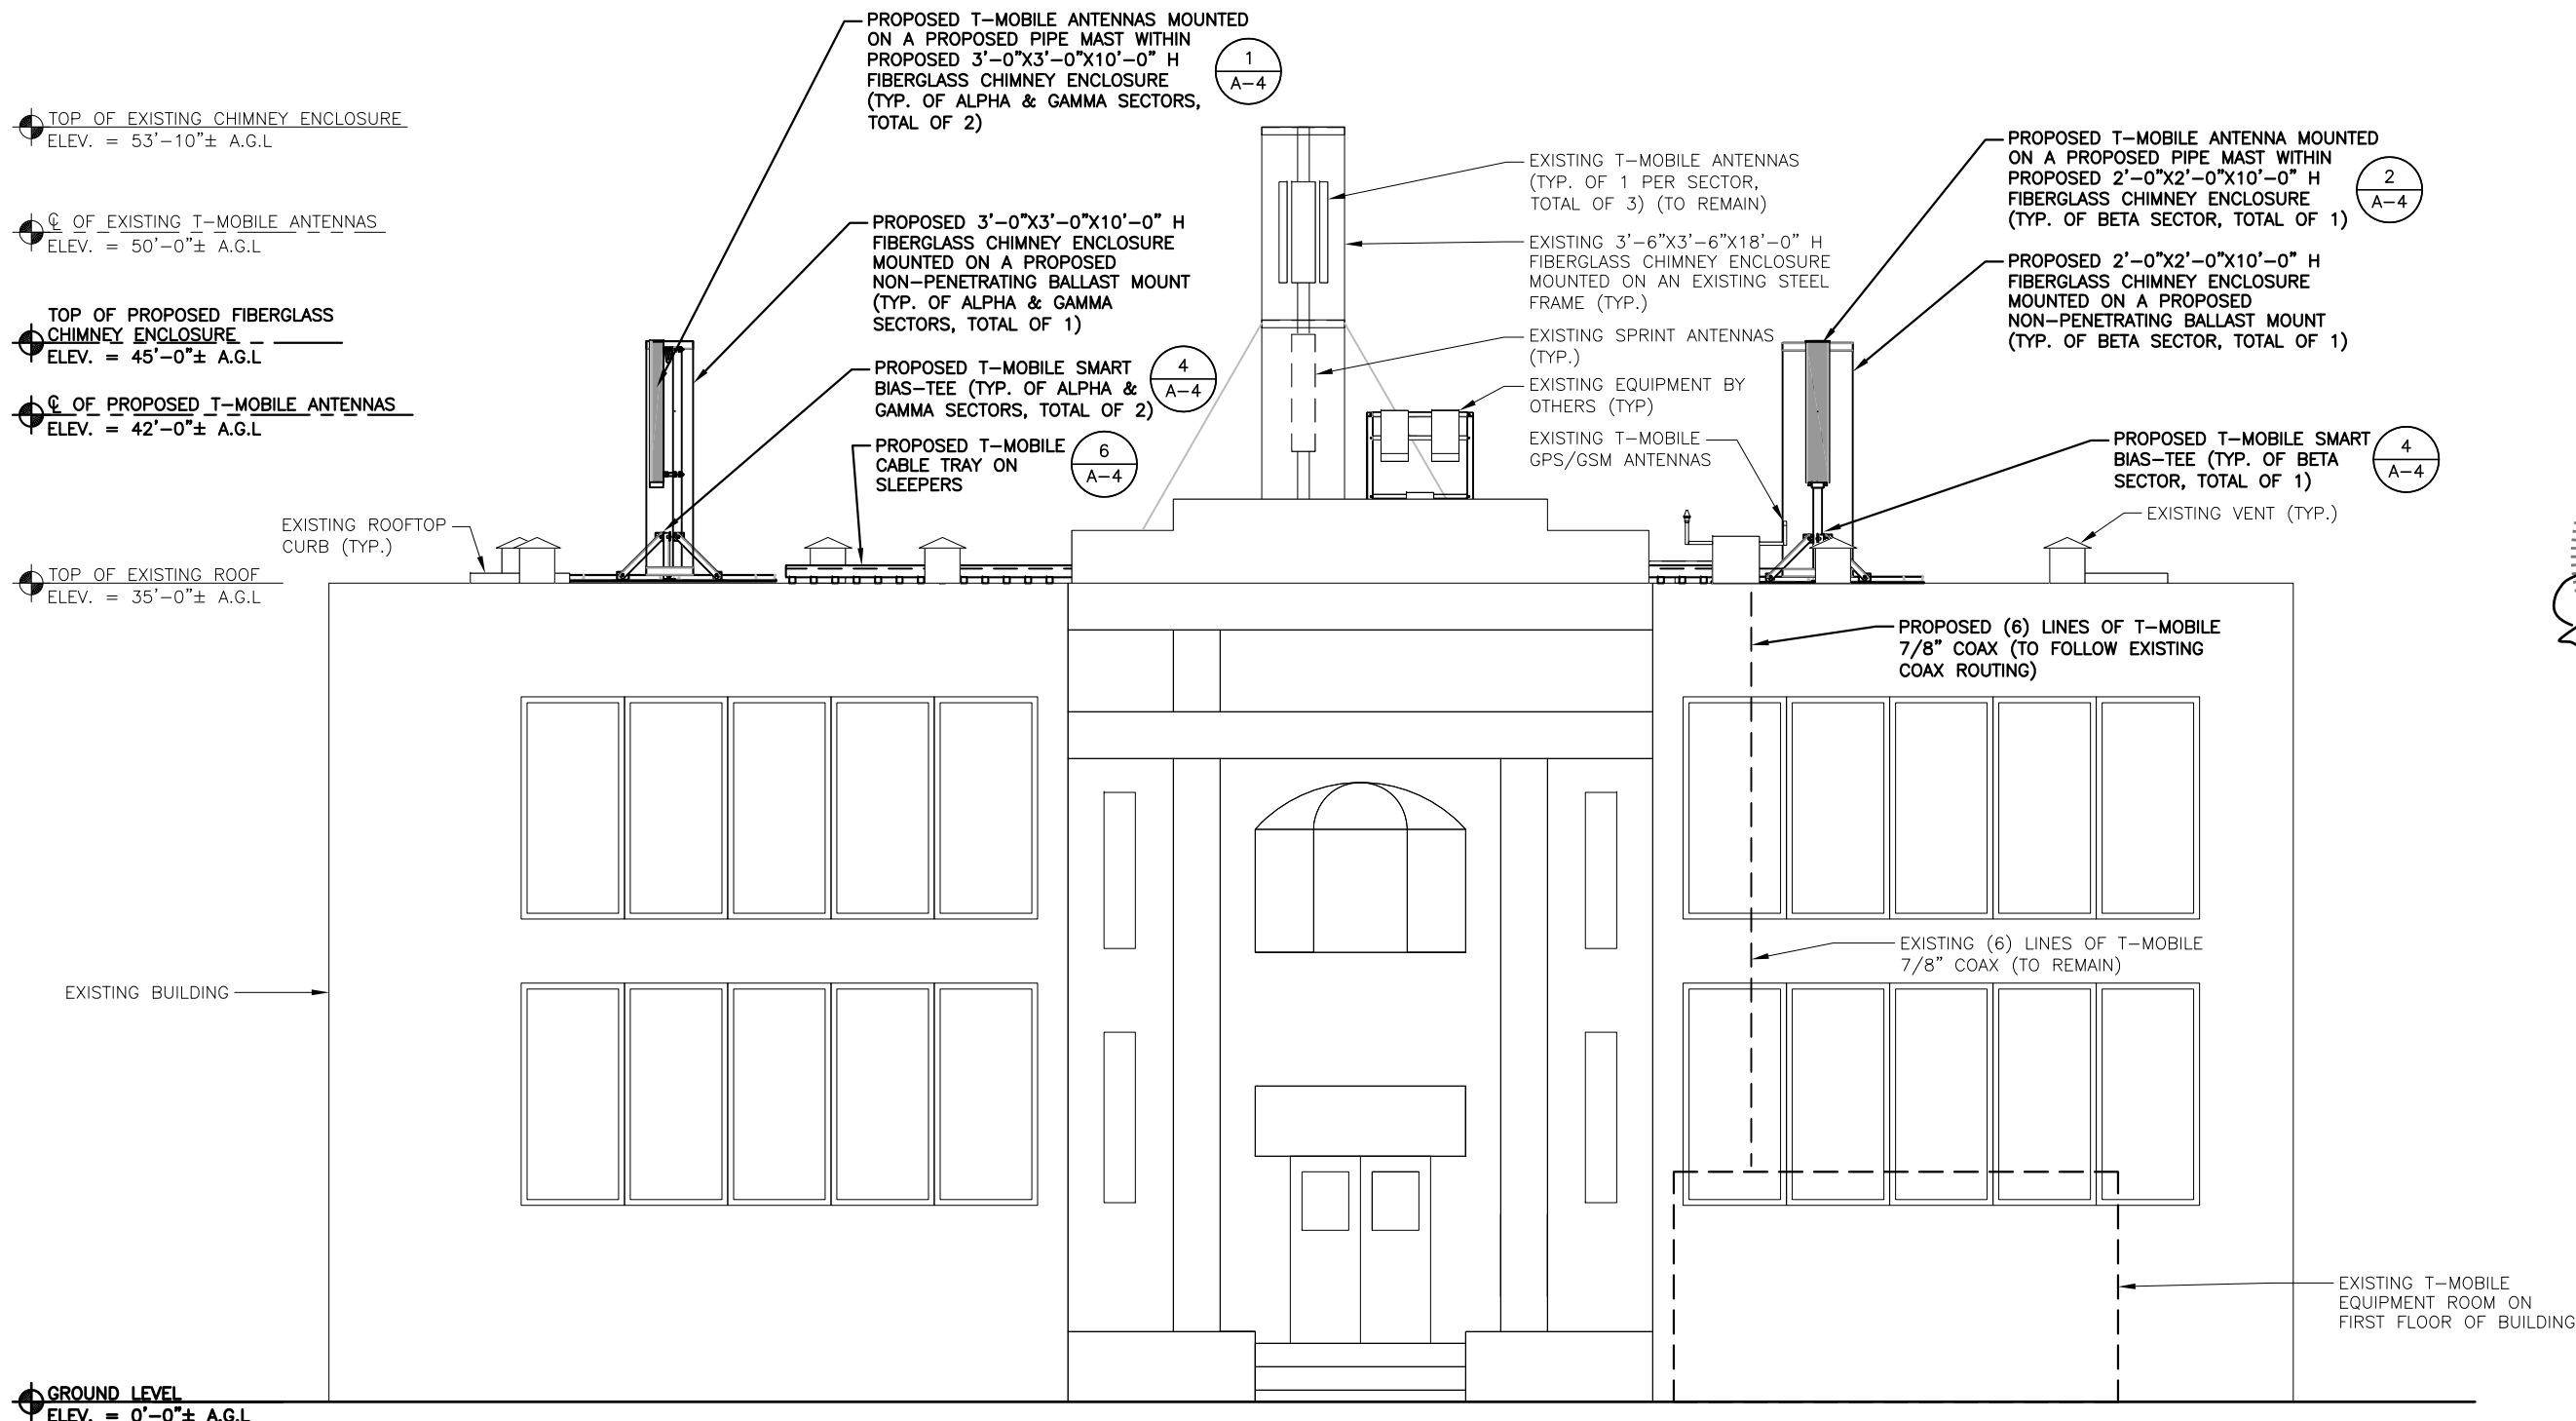 TOP OF EXISTING CHIMNEY ENCLOSURE
ELEV. = 53'-10"± A.G.L
℄ OF EXISTING T-MOBILE ANTENNAS
ELEV. = 50'-0"± A.G.L
TOP OF PROPOSED FIBERGLASS
CHIMNEY ENCLOSURE
ELEV. = 45'-0"± A.G.L
℄ OF PROPOSED T-MOBILE ANTENNAS
ELEV. = 42'-0"± A.G.L
EXISTING ROOFTOP
CURB (TYP.)
TOP OF EXISTING ROOF
ELEV. = 35'-0"± A.G.L
EXISTING BUILDING
GROUND LEVEL
ELEV. = 0'-0"± A.G.L
PROPOSED T-MOBILE ANTENNAS MOUNTED
ON A PROPOSED PIPE MAST WITHIN
PROPOSED 3'-0"X3'-0"X10'-0" H
FIBERGLASS CHIMNEY ENCLOSURE
(TYP. OF ALPHA & GAMMA SECTORS,
TOTAL OF 2)
1
A-4
PROPOSED 3'-0"X3'-0"X10'-0" H
FIBERGLASS CHIMNEY ENCLOSURE
MOUNTED ON A PROPOSED
NON-PENETRATING BALLAST MOUNT
(TYP. OF ALPHA & GAMMA
SECTORS, TOTAL OF 1)
PROPOSED T-MOBILE SMART
BIAS-TEE (TYP. OF ALPHA &
GAMMA SECTORS, TOTAL OF 2)
4
A-4
PROPOSED T-MOBILE
CABLE TRAY ON
SLEEPERS
6
A-4
EXISTING T-MOBILE ANTENNAS
(TYP. OF 1 PER SECTOR,
TOTAL OF 3) (TO REMAIN)
EXISTING 3'-6"X3'-6"X18'-0" H
FIBERGLASS CHIMNEY ENCLOSURE
MOUNTED ON AN EXISTING STEEL
FRAME (TYP.)
EXISTING SPRINT ANTENNAS
(TYP.)
EXISTING EQUIPMENT BY
OTHERS (TYP)
EXISTING T-MOBILE
GPS/GSM ANTENNAS
PROPOSED T-MOBILE ANTENNA MOUNTED
ON A PROPOSED PIPE MAST WITHIN
PROPOSED 2'-0"X2'-0"X10'-0" H
FIBERGLASS CHIMNEY ENCLOSURE
(TYP. OF BETA SECTOR, TOTAL OF 1)
2
A-4
PROPOSED 2'-0"X2'-0"X10'-0" H
FIBERGLASS CHIMNEY ENCLOSURE
MOUNTED ON A PROPOSED
NON-PENETRATING BALLAST MOUNT
(TYP. OF BETA SECTOR, TOTAL OF 1)
PROPOSED T-MOBILE SMART
BIAS-TEE (TYP. OF BETA
SECTOR, TOTAL OF 1)
4
A-4
EXISTING VENT (TYP.)
PROPOSED (6) LINES OF T-MOBILE
7/8" COAX (TO FOLLOW EXISTING
COAX ROUTING)
EXISTING (6) LINES OF T-MOBILE
7/8" COAX (TO REMAIN)
EXISTING T-MOBILE
EQUIPMENT ROOM ON
FIRST FLOOR OF BUILDING